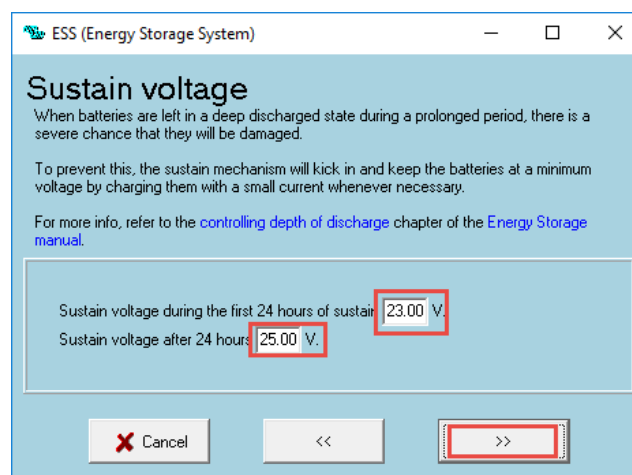 ESS (Energy Storage System)
Sustain voltage
When batteries are left in a deep discharged state during a prolonged period, there is a
severe chance that they will be damaged.
To prevent this, the sustain mechanism will kick in and keep the batteries at a minimum
voltage by charging them with a small current whenever necessary.
For more info, refer to the controlling depth of discharge chapter of the Energy Storage
manual.
Sustain voltage during the first 24 hours of sustain 23.00 V.
Sustain voltage after 24 hours 25.00 V.
Cancel << >>